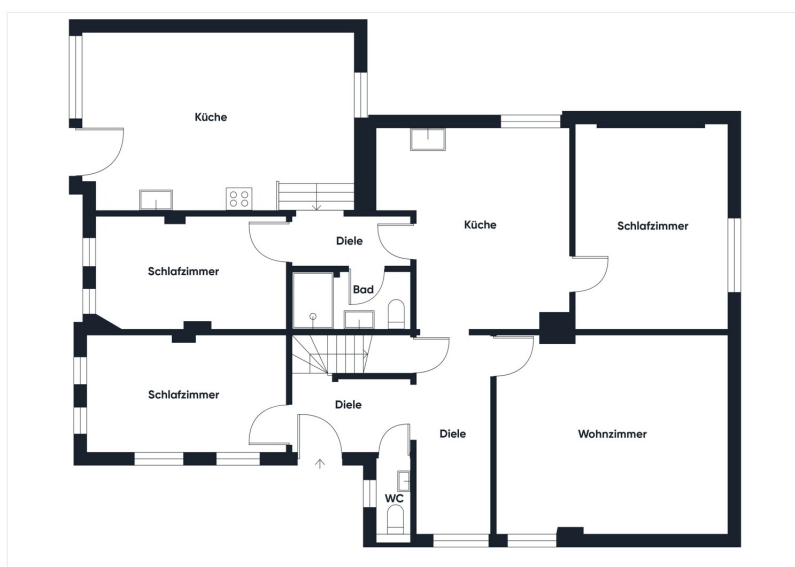 Küche
Küche
Schlafzimmer
Diele
Schlafzimmer
Bad
Schlafzimmer
Diele
Diele
Wohnzimmer
WC